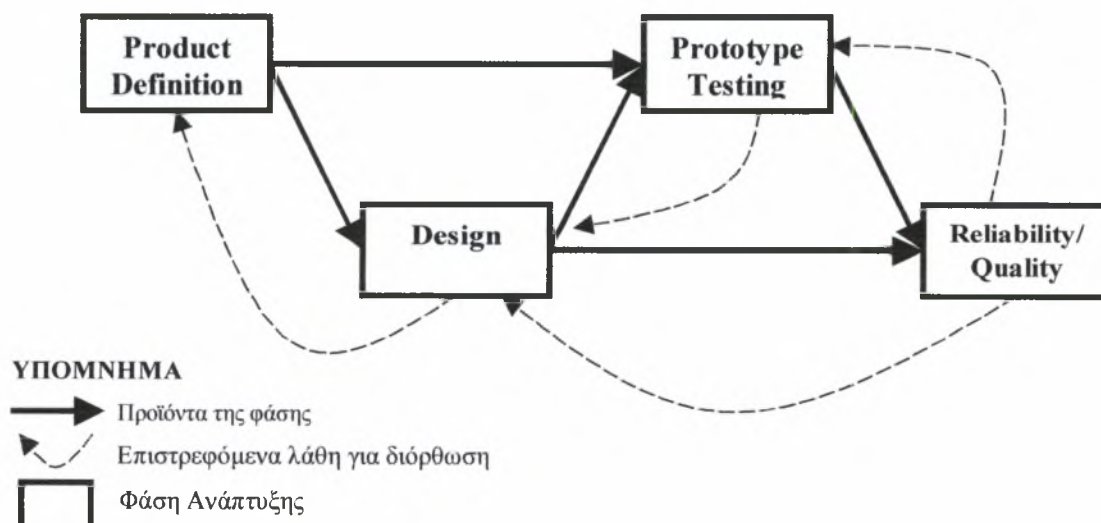 Product
Definition
Prototype
Testing
Design
Reliability/
Quality
ΥΠΟΜΝΗΜΑ
Προϊόντα της φάσης
Επιστρεφόμενα λάθη για διόρθωση
Φάση Ανάπτυξης